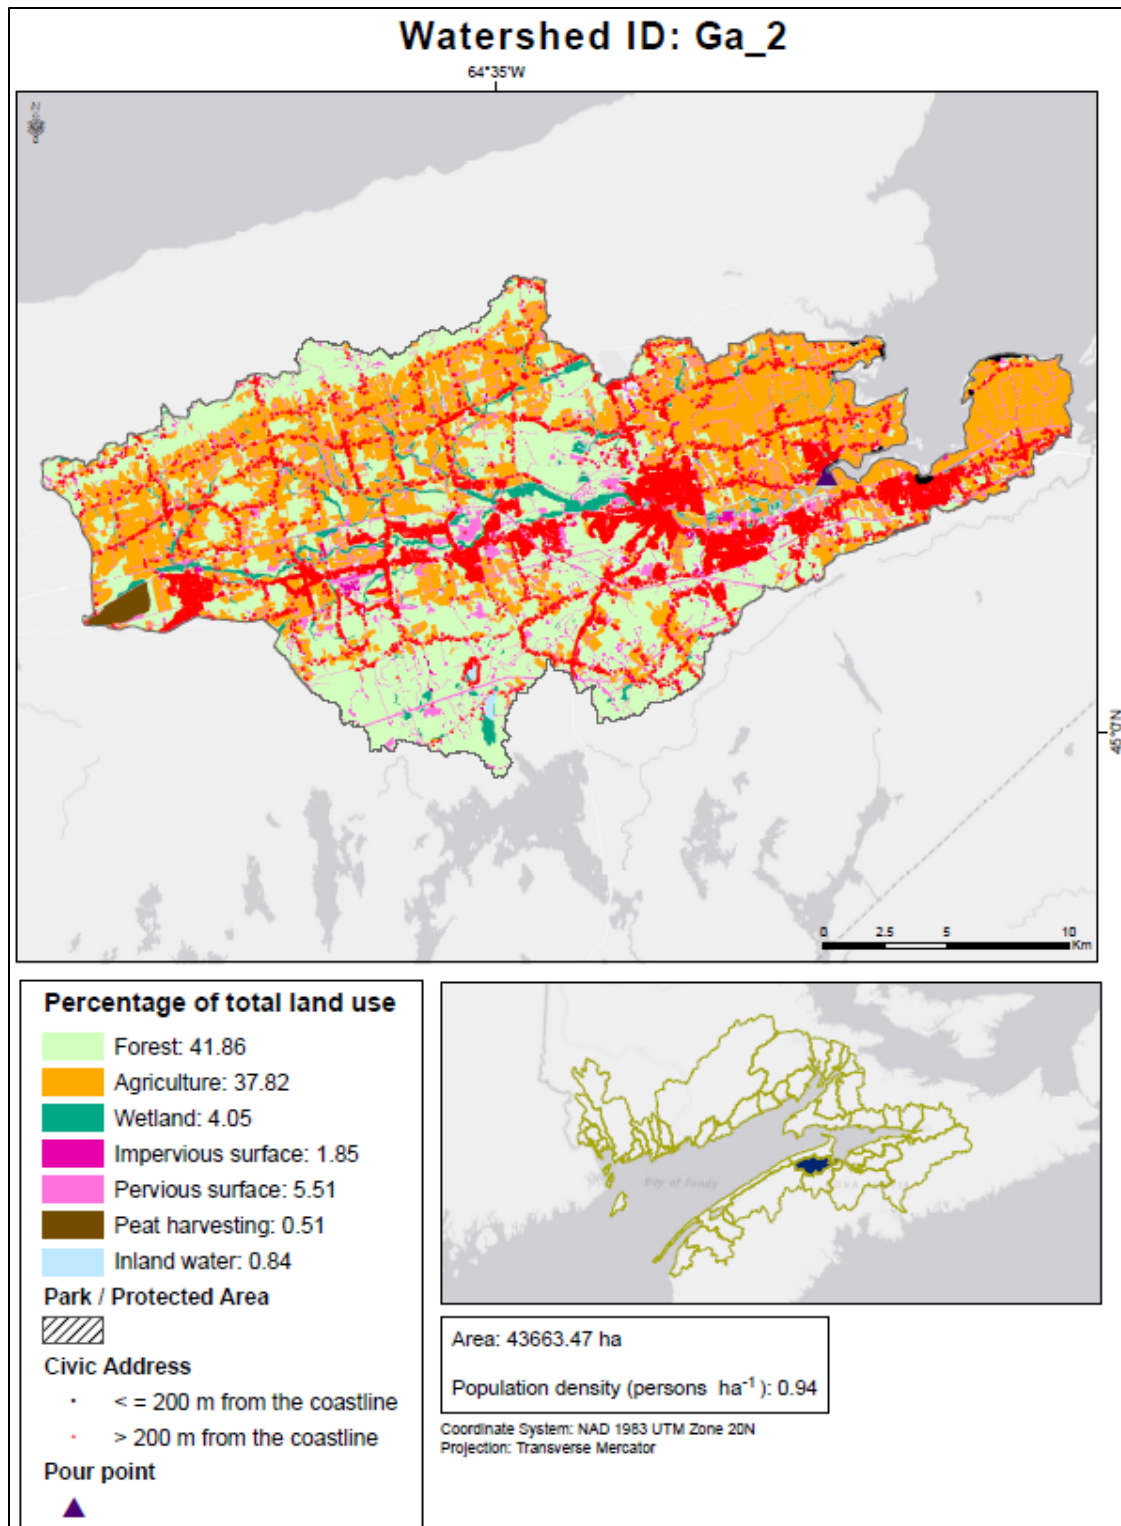 Watershed ID: Ga_2
64°35'W
N
45°0'N
0 2.5 5 10
Km
Percentage of total land use
Forest: 41.86
Agriculture: 37.82
Wetland: 4.05
Impervious surface: 1.85
Pervious surface: 5.51
Peat harvesting: 0.51
Inland water: 0.84
Park / Protected Area
Civic Address
< = 200 m from the coastline
> 200 m from the coastline
Pour point
Bay of Fundy
Area: 43663.47 ha
Population density (persons ha⁻¹): 0.94
Coordinate System: NAD 1983 UTM Zone 20N
Projection: Transverse Mercator